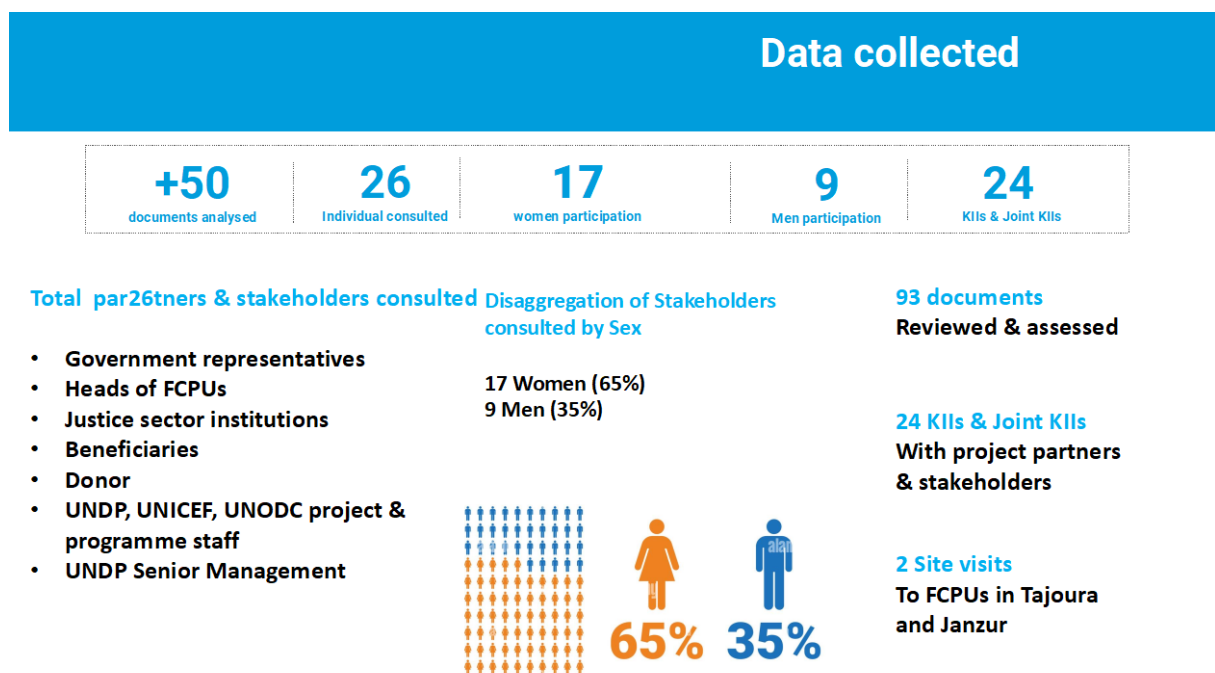 Data collected
+50
documents analysed
26
Individual consulted
17
women participation
9
Men participation
24
KIIs & Joint KIIs
Total par26tners & stakeholders consulted
• Government representatives
• Heads of FCPUs
• Justice sector institutions
• Beneficiaries
• Donor
• UNDP, UNICEF, UNODC project &
programme staff
• UNDP Senior Management
Disaggregation of Stakeholders
consulted by Sex
17 Women (65%)
9 Men (35%)
65%
35%
93 documents
Reviewed & assessed
24 KIIs & Joint KIIs
With project partners
& stakeholders
2 Site visits
To FCPUs in Tajoura
and Janzur